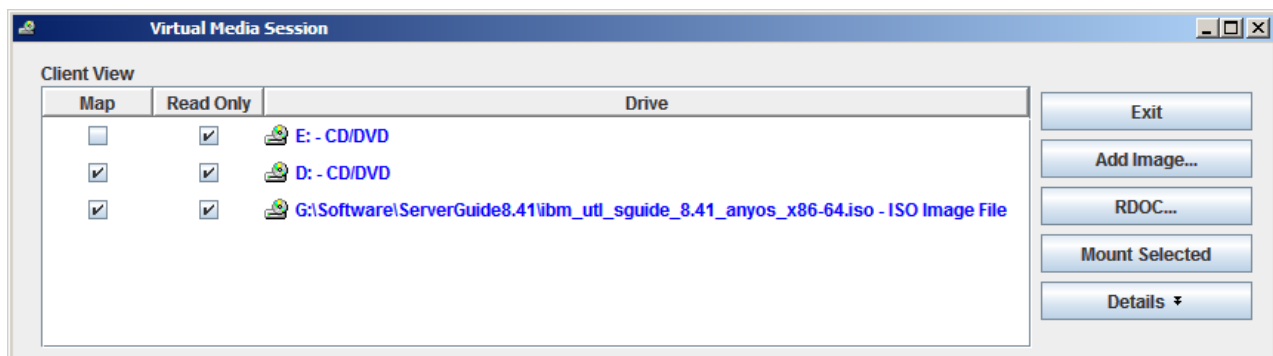 Virtual Media Session
Client View
Map Read Only Drive
E: - CD/DVD
D: - CD/DVD
G:\Software\ServerGuide8.41\ibm_utl_sguide_8.41_anyos_x86-64.iso - ISO Image File
Exit
Add Image...
RDOC...
Mount Selected
Details